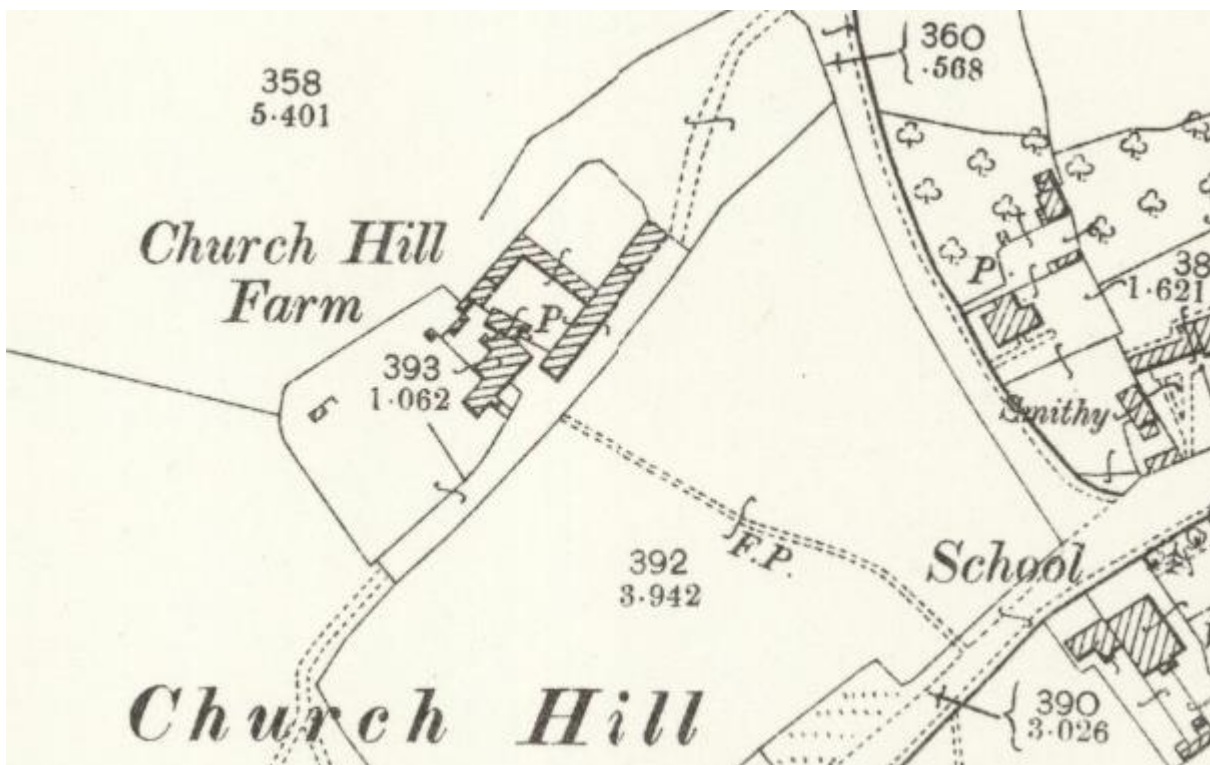 360
.568
358
5.401
Church Hill
Farm
P
38
1.621
P
393
1.062
Smithy
F.P.
School
392
3.942
Church Hill
390
3.026